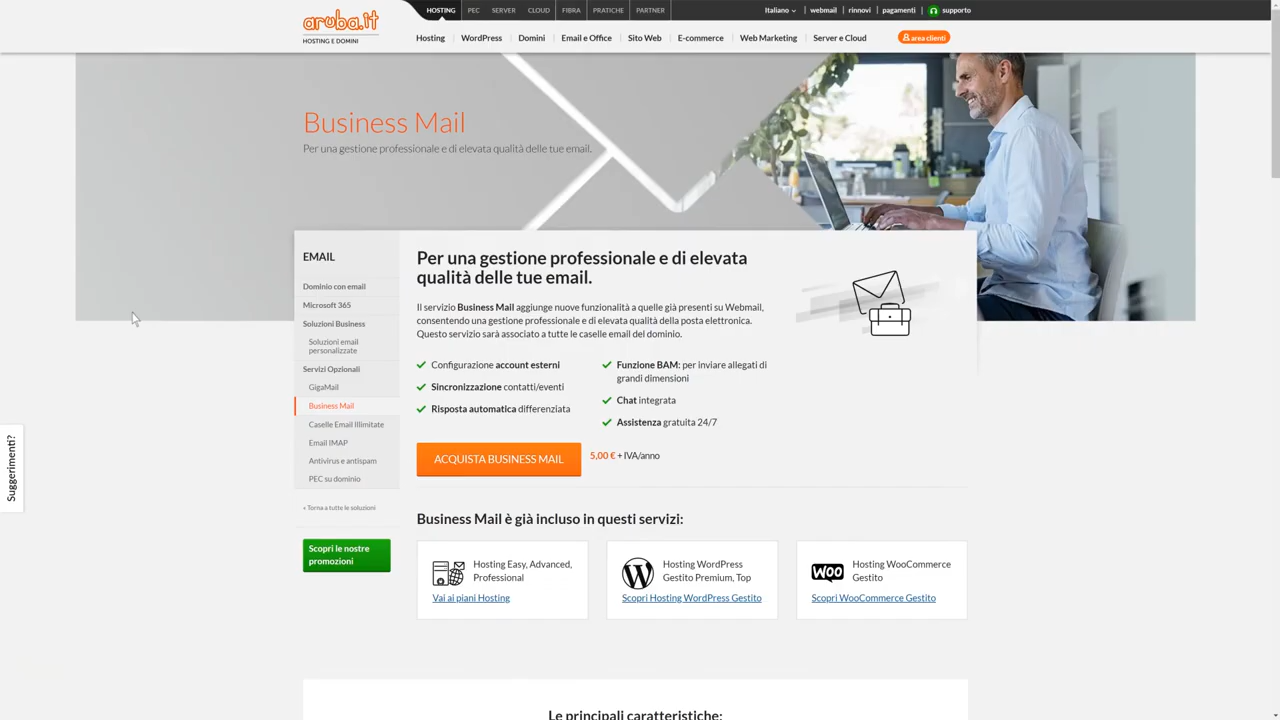 aruba.it
HOSTING E DOMINI
HOSTING PEC SERVER CLOUD FIBRA PRATICHE PARTNER
Italiano webmail rinnovi pagamenti supporto
Hosting WordPress Domini Email e Office Sito Web E-commerce Web Marketing Server e Cloud area clienti
Business Mail
Per una gestione professionale e di elevata qualità delle tue email.
EMAIL
Dominio con email
Microsoft 365
Soluzioni Business
Soluzioni email
personalizzate
Servizi Opzionali
GigaMail
Business Mail
Caselle Email Illimitate
Email IMAP
Antivirus e antispam
PEC su dominio
« Torna a tutte le soluzioni
Scopri le nostre
promozioni
Suggerimenti?
Per una gestione professionale e di elevata
qualità delle tue email.
Il servizio Business Mail aggiunge nuove funzionalità a quelle già presenti su Webmail,
consentendo una gestione professionale e di elevata qualità della posta elettronica.
Questo servizio sarà associato a tutte le caselle email del dominio.
Configurazione account esterni
Sincronizzazione contatti/eventi
Risposta automatica differenziata
Funzione BAM: per inviare allegati di
grandi dimensioni
Chat integrata
Assistenza gratuita 24/7
ACQUISTA BUSINESS MAIL
5,00 € + IVA/anno
Business Mail è già incluso in questi servizi:
Hosting Easy, Advanced,
Professional
Vai ai piani Hosting
Hosting WordPress
Gestito Premium, Top
Scopri Hosting WordPress Gestito
WOO
Hosting WooCommerce
Gestito
Scopri WooCommerce Gestito
Le principali caratteristiche: